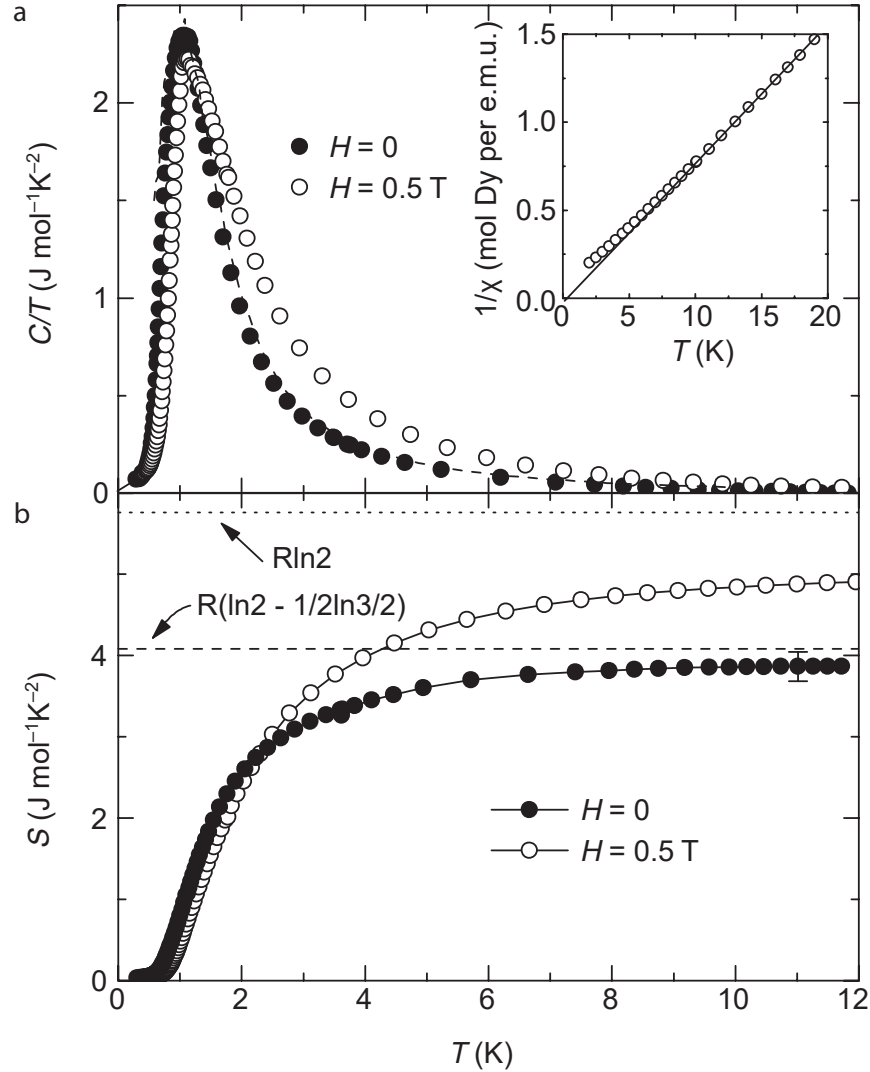 a
C/T (J mol⁻¹K⁻²)
2
1
0
H = 0
H = 0.5 T
1/χ (mol Dy per e.m.u.)
1.5
1.0
0.5
0.0
0 5 10 15 20
T (K)
b
Rln2
R(ln2 - 1/2ln3/2)
S (J mol⁻¹K⁻²)
4
2
0
H = 0
H = 0.5 T
0 2 4 6 8 10 12
T (K)